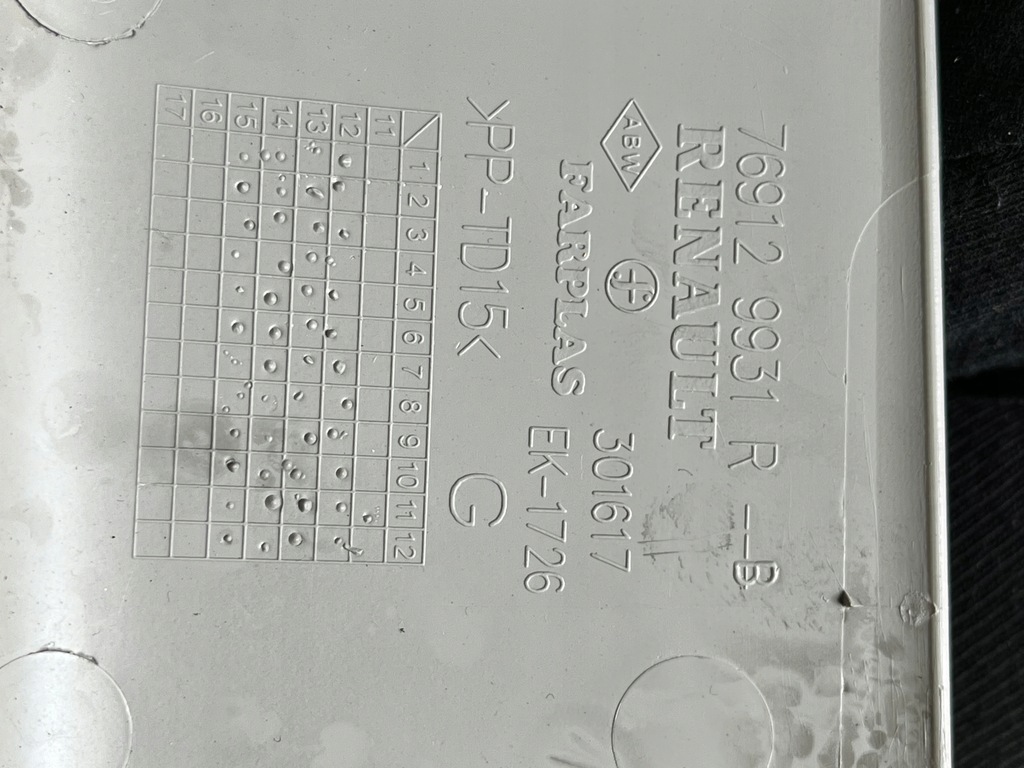 76912 9931 R --B
RENAULT
ABW
301617
FARPLAS EK-1726
>PP-TD15< G
1 2 3 4 5 6 7 8 9 10 11 12
11
12
13
14
15
16
17